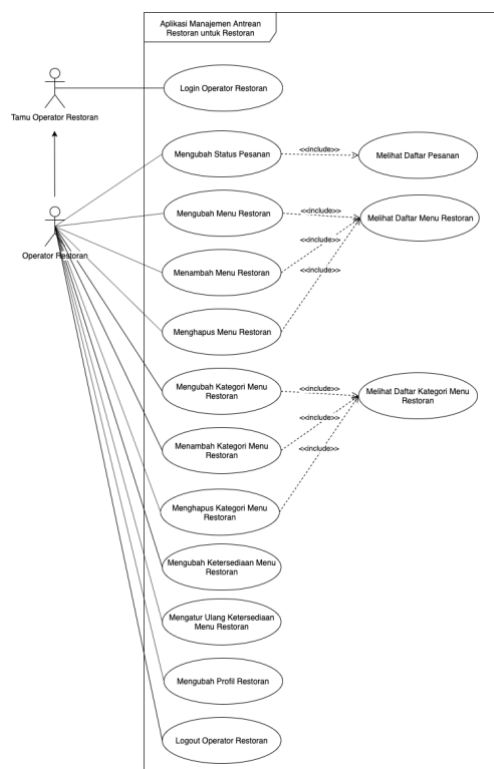 Aplikasi Manajemen Antrean
Restoran untuk Restoran
Login Operator Restoran
Tamu Operator Restoran
Mengubah Status Pesanan
<<include>>
Melihat Daftar Pesanan
Mengubah Menu Restoran
<<include>>
Melihat Daftar Menu Restoran
Operator Restoran
Menambah Menu Restoran
<<include>>
Menghapus Menu Restoran
<<include>>
Mengubah Kategori Menu
Restoran
<<include>>
Melihat Daftar Kategori Menu
Restoran
Menambah Kategori Menu
Restoran
<<include>>
<<include>>
Menghapus Kategori Menu
Restoran
Mengubah Ketersediaan Menu
Restoran
Mengatur Ulang Ketersediaan
Menu Restoran
Mengubah Profil Restoran
Logout Operator Restoran